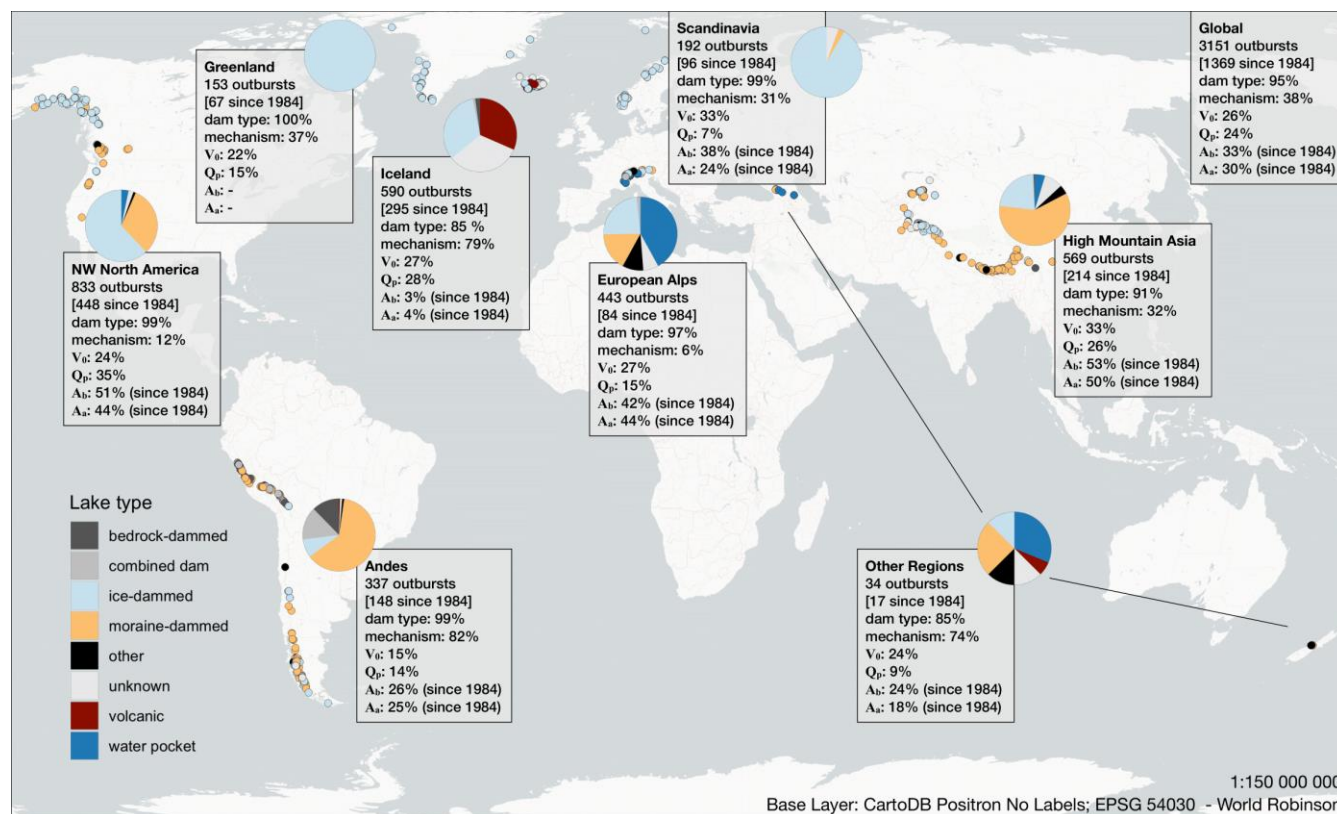 Greenland
153 outbursts
[67 since 1984]
dam type: 100%
mechanism: 37%
V₀: 22%
Qₚ: 15%
A_b: -
Aₐ: -
Scandinavia
192 outbursts
[96 since 1984]
dam type: 99%
mechanism: 31%
V₀: 33%
Qₚ: 7%
A_b: 38% (since 1984)
Aₐ: 24% (since 1984)
Global
3151 outbursts
[1369 since 1984]
dam type: 95%
mechanism: 38%
V₀: 26%
Qₚ: 24%
A_b: 33% (since 1984)
Aₐ: 30% (since 1984)
Iceland
590 outbursts
[295 since 1984]
dam type: 85 %
mechanism: 79%
V₀: 27%
Qₚ: 28%
A_b: 3% (since 1984)
Aₐ: 4% (since 1984)
NW North America
833 outbursts
[448 since 1984]
dam type: 99%
mechanism: 12%
V₀: 24%
Qₚ: 35%
A_b: 51% (since 1984)
Aₐ: 44% (since 1984)
European Alps
443 outbursts
[84 since 1984]
dam type: 97%
mechanism: 6%
V₀: 27%
Qₚ: 15%
A_b: 42% (since 1984)
Aₐ: 44% (since 1984)
High Mountain Asia
569 outbursts
[214 since 1984]
dam type: 91%
mechanism: 32%
V₀: 33%
Qₚ: 26%
A_b: 53% (since 1984)
Aₐ: 50% (since 1984)
Lake type
bedrock-dammed
combined dam
ice-dammed
moraine-dammed
other
unknown
volcanic
water pocket
Andes
337 outbursts
[148 since 1984]
dam type: 99%
mechanism: 82%
V₀: 15%
Qₚ: 14%
A_b: 26% (since 1984)
Aₐ: 25% (since 1984)
Other Regions
34 outbursts
[17 since 1984]
dam type: 85%
mechanism: 74%
V₀: 24%
Qₚ: 9%
A_b: 24% (since 1984)
Aₐ: 18% (since 1984)
1:150 000 000
Base Layer: CartoDB Positron No Labels; EPSG 54030 - World Robinson